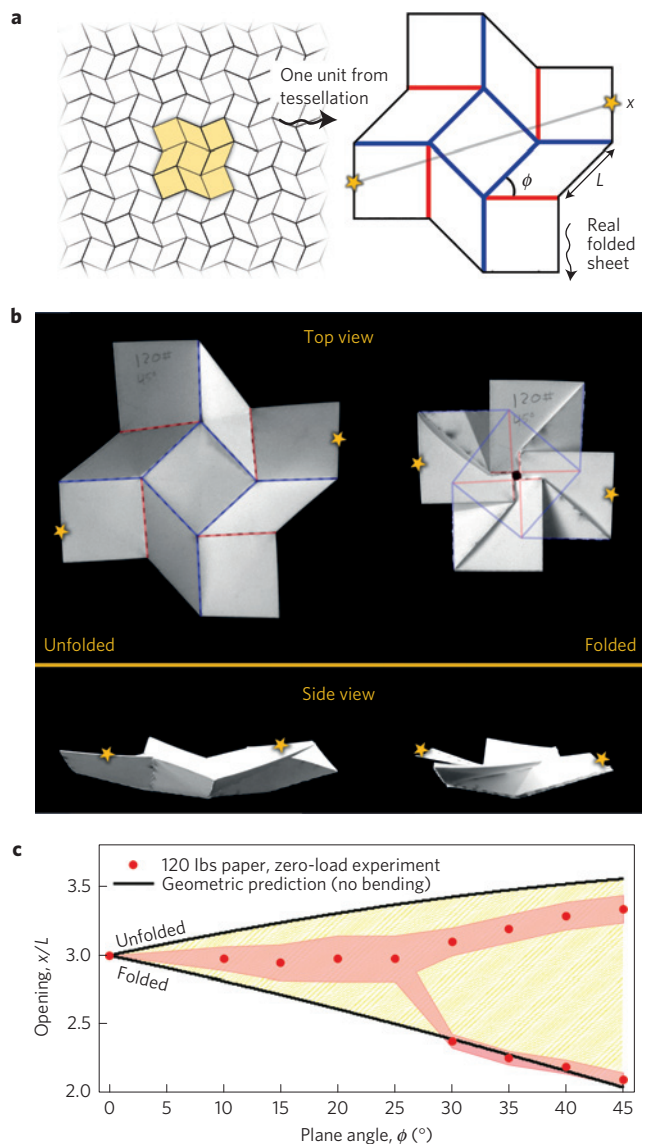 a
One unit from
tessellation
x
ϕ
L
Real
folded
sheet
b
Top view
120#
45°
120#
Unfolded
Folded
Side view
c
120 lbs paper, zero-load experiment
Geometric prediction (no bending)
3.5
Unfolded
3.0
Folded
2.5
2.0
Opening, x/L
0 5 10 15 20 25 30 35 40 45
Plane angle, ϕ (°)